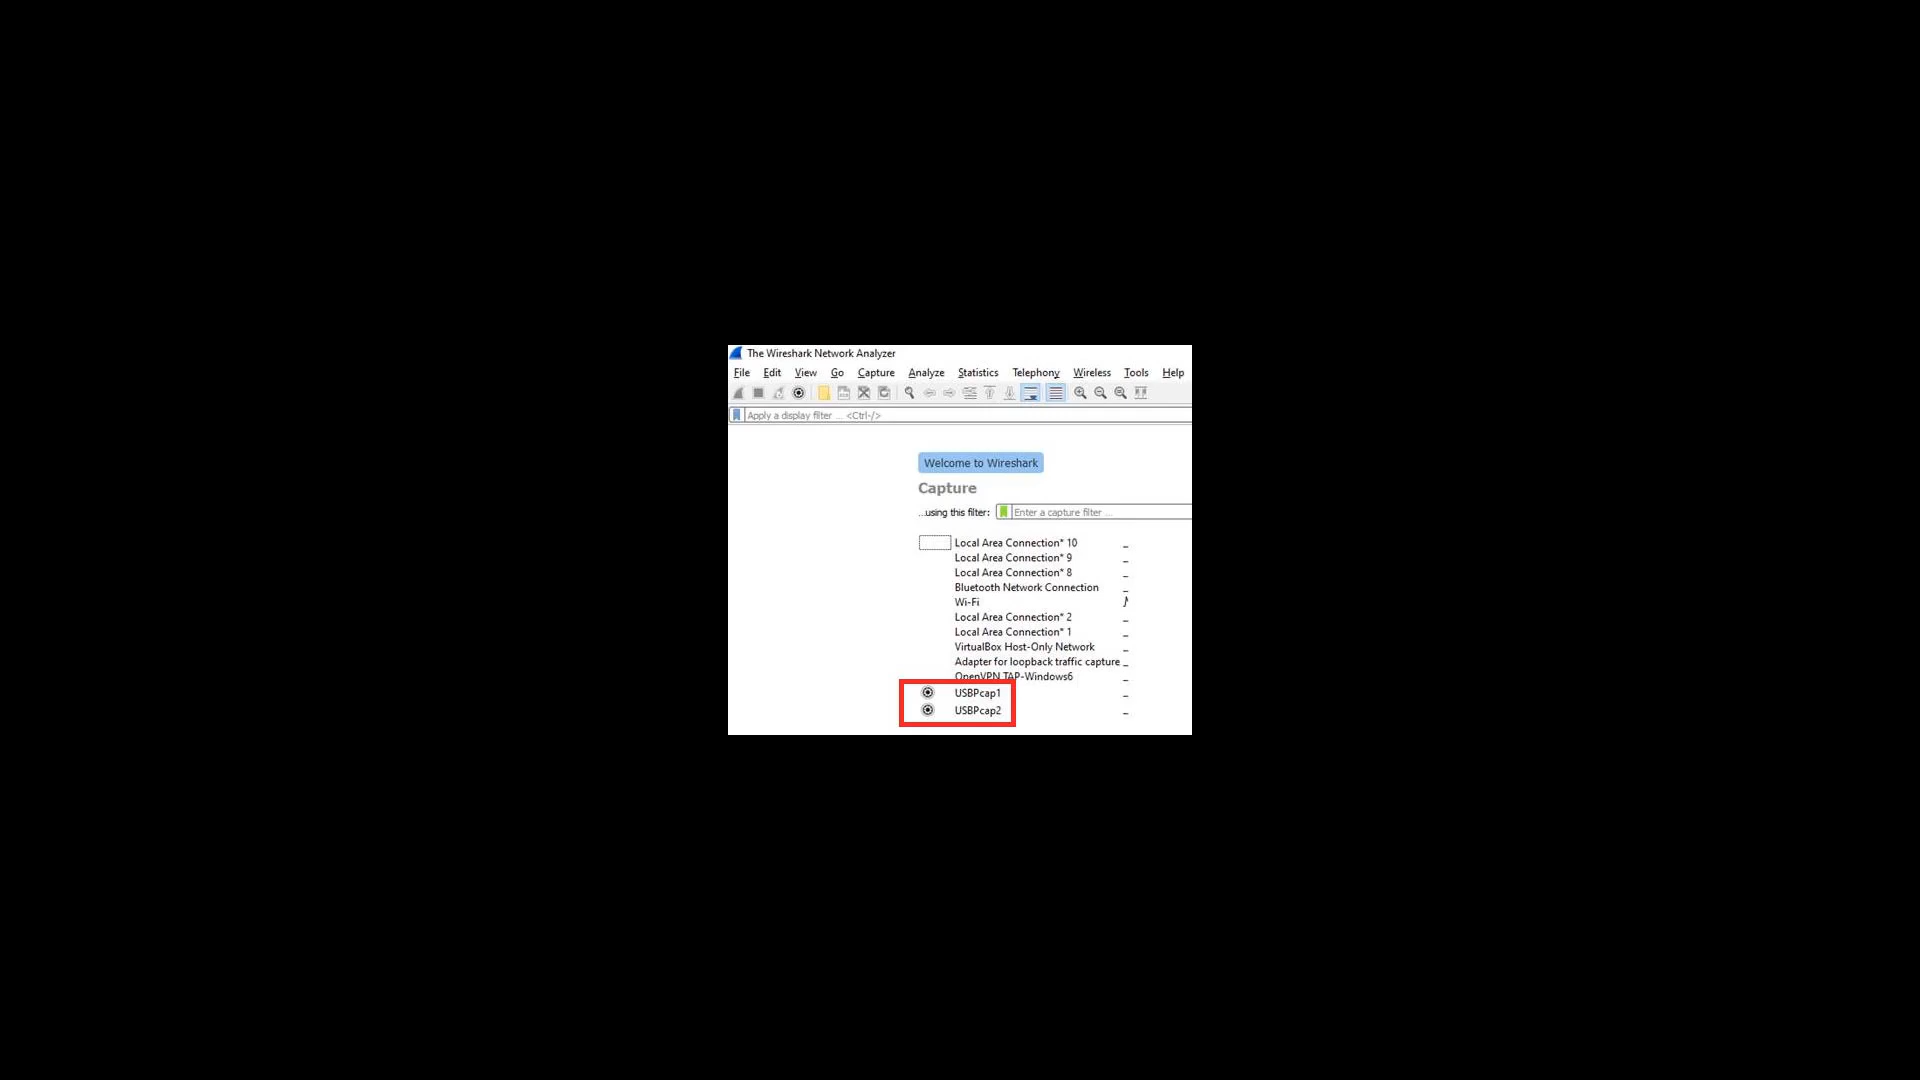 The Wireshark Network Analyzer
File Edit View Go Capture Analyze Statistics Telephony Wireless Tools Help
Apply a display filter ... <Ctrl-/>
Welcome to Wireshark
Capture
...using this filter: Enter a capture filter ...
Local Area Connection* 10
Local Area Connection* 9
Local Area Connection* 8
Bluetooth Network Connection
Wi-Fi
Local Area Connection* 2
Local Area Connection* 1
VirtualBox Host-Only Network
Adapter for loopback traffic capture
OpenVPN TAP-Windows6
USBPcap1
USBPcap2